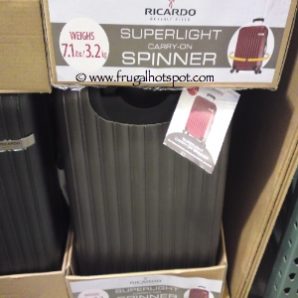 RICARDO
BEVERLY HILLS
WEIGHS
7.1 lbs/3.2 kg
SUPERLIGHT
CARRY-ON
SPINNER
www.frugalhotspot.com
RICARDO
SUPERLIGHT
SPINNER